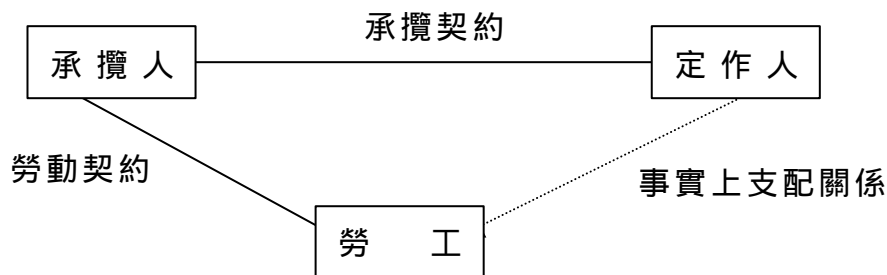 承攬契約
承攬人
定作人
勞動契約
事實上支配關係
勞 工